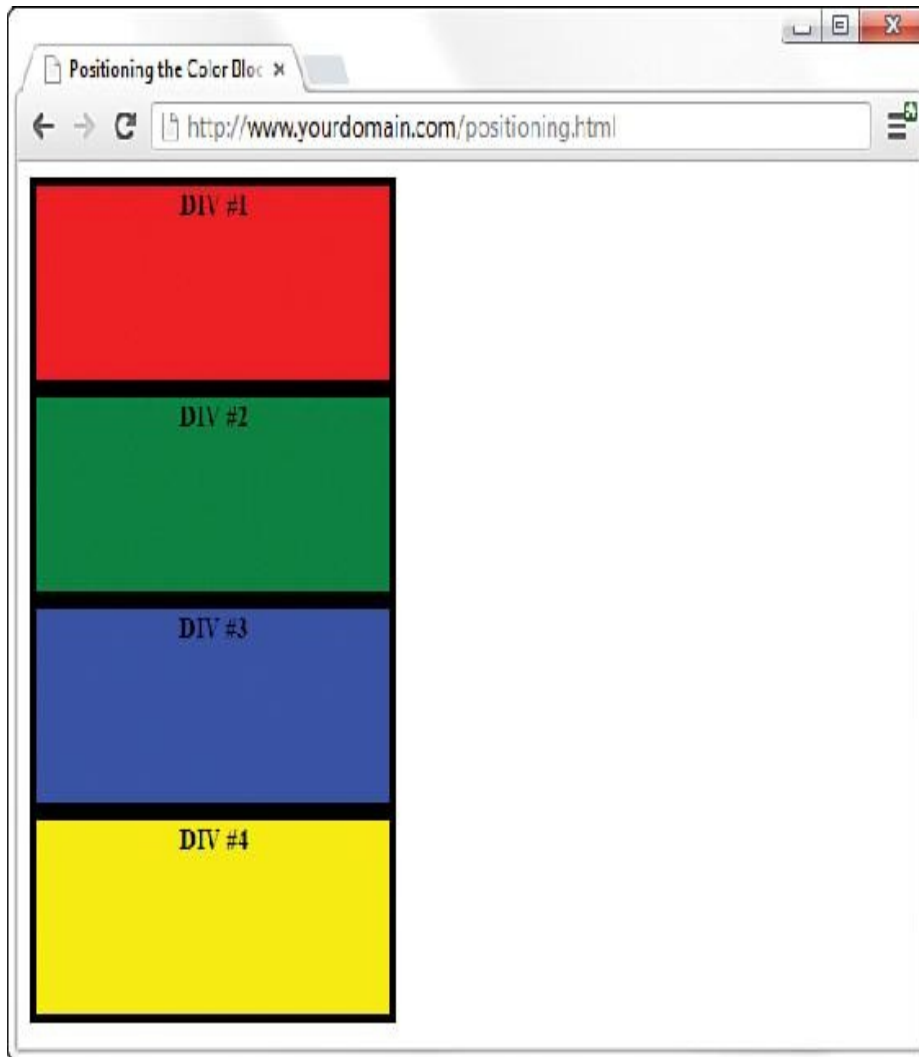 Positioning the Color Bloc
http://www.yourdomain.com/positioning.html
DIV #1
DIV #2
DIV #3
DIV #4